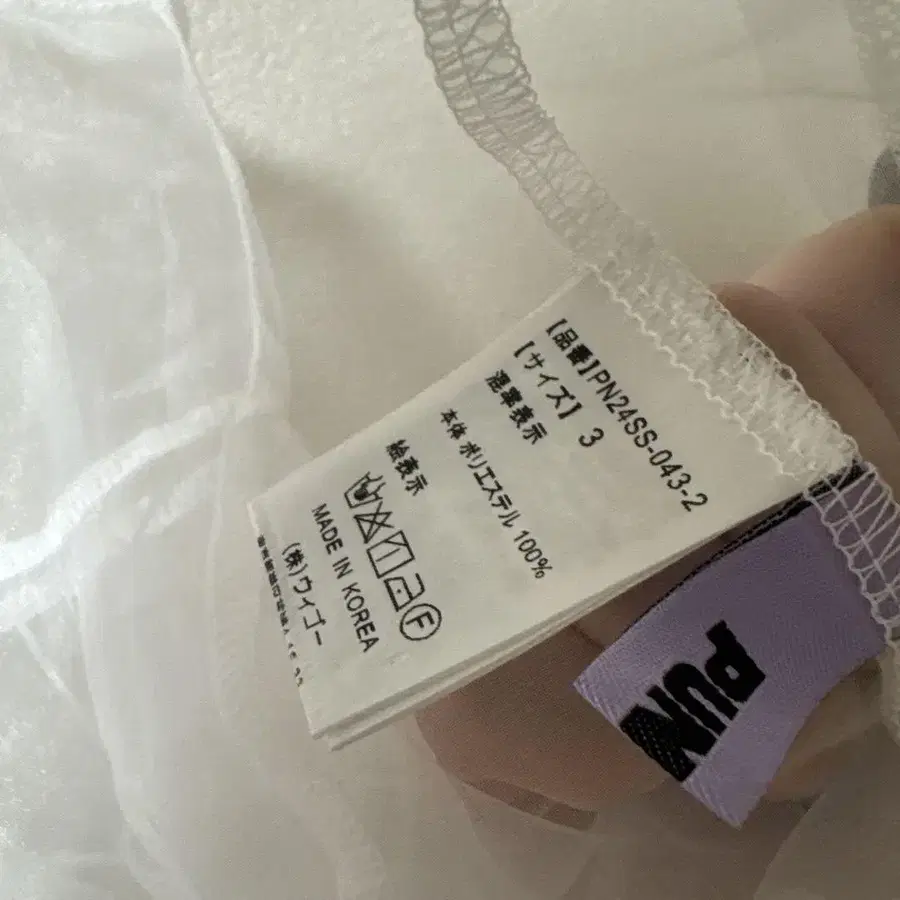 【品番】PN24SS-043-2
【サイズ】 3
混率表示
本体 ポリエステル 100%
絵表示
F
MADE IN KOREA
(株)ウィゴー
PUN